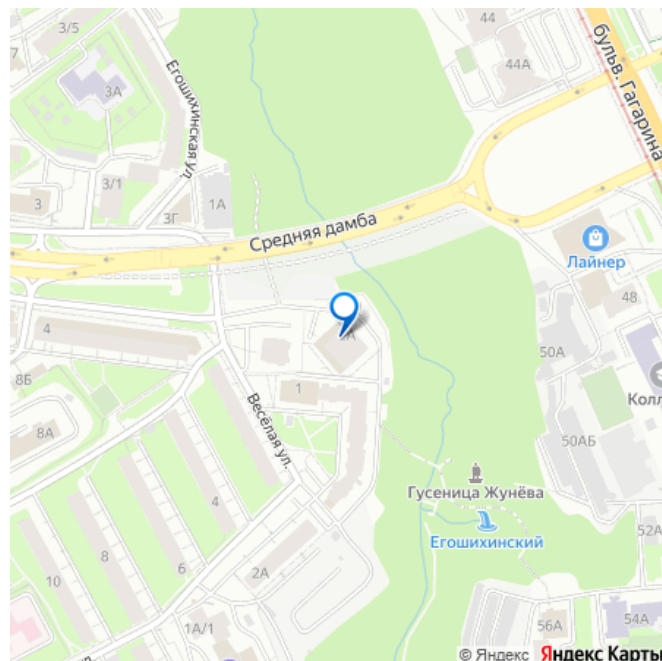 3/5
44
7
44А
бульв. Гагарина
3А
Егошихинская ул.
3/1
3
3Г
1А
Средняя дамба
Лайнер
48
4
50А
8Б
1
Колл
Весёлая ул.
8А
50АБ
4
Гусеница Жунёва
8
6
Егошихинский
10
2А
52А
1А/1
56А
54А
© Яндекс Яндекс Карты